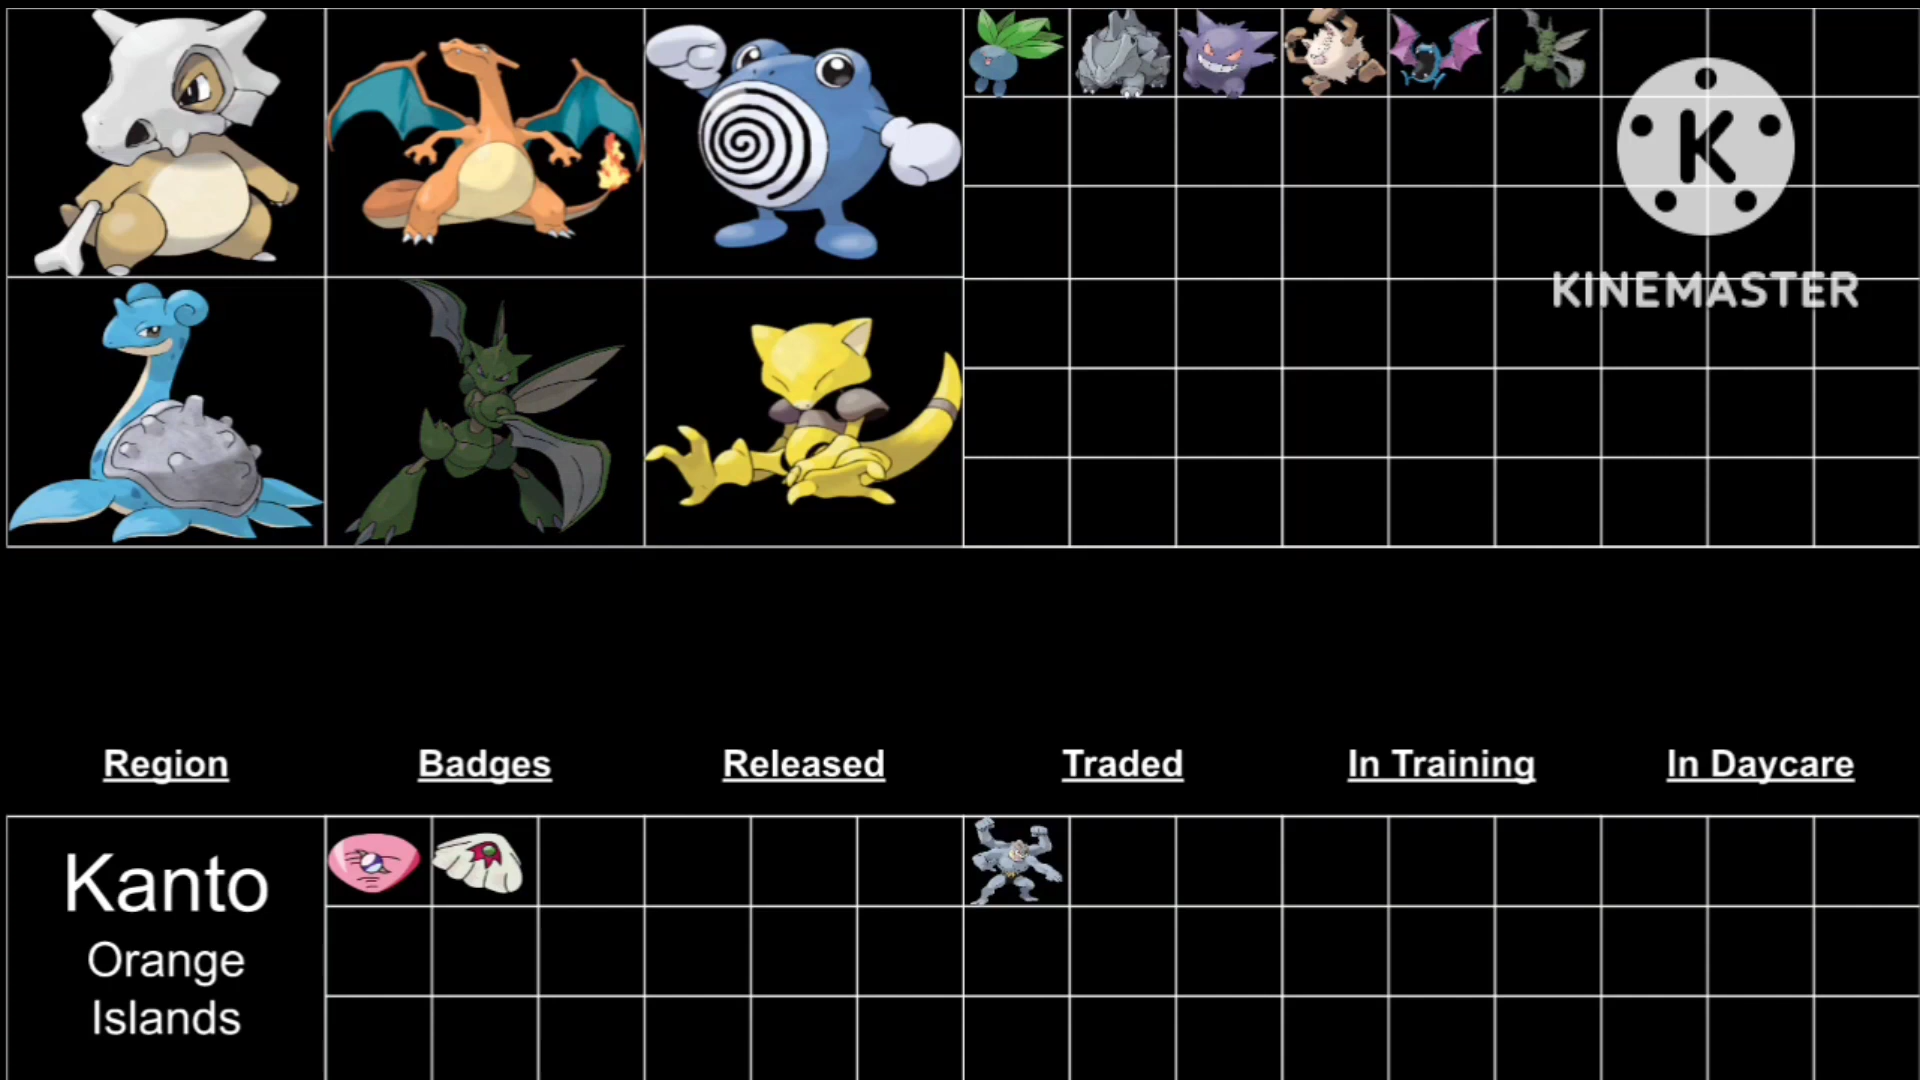 K
KINEMASTER
Region Badges Released Traded In Training In Daycare
Kanto
Orange
Islands